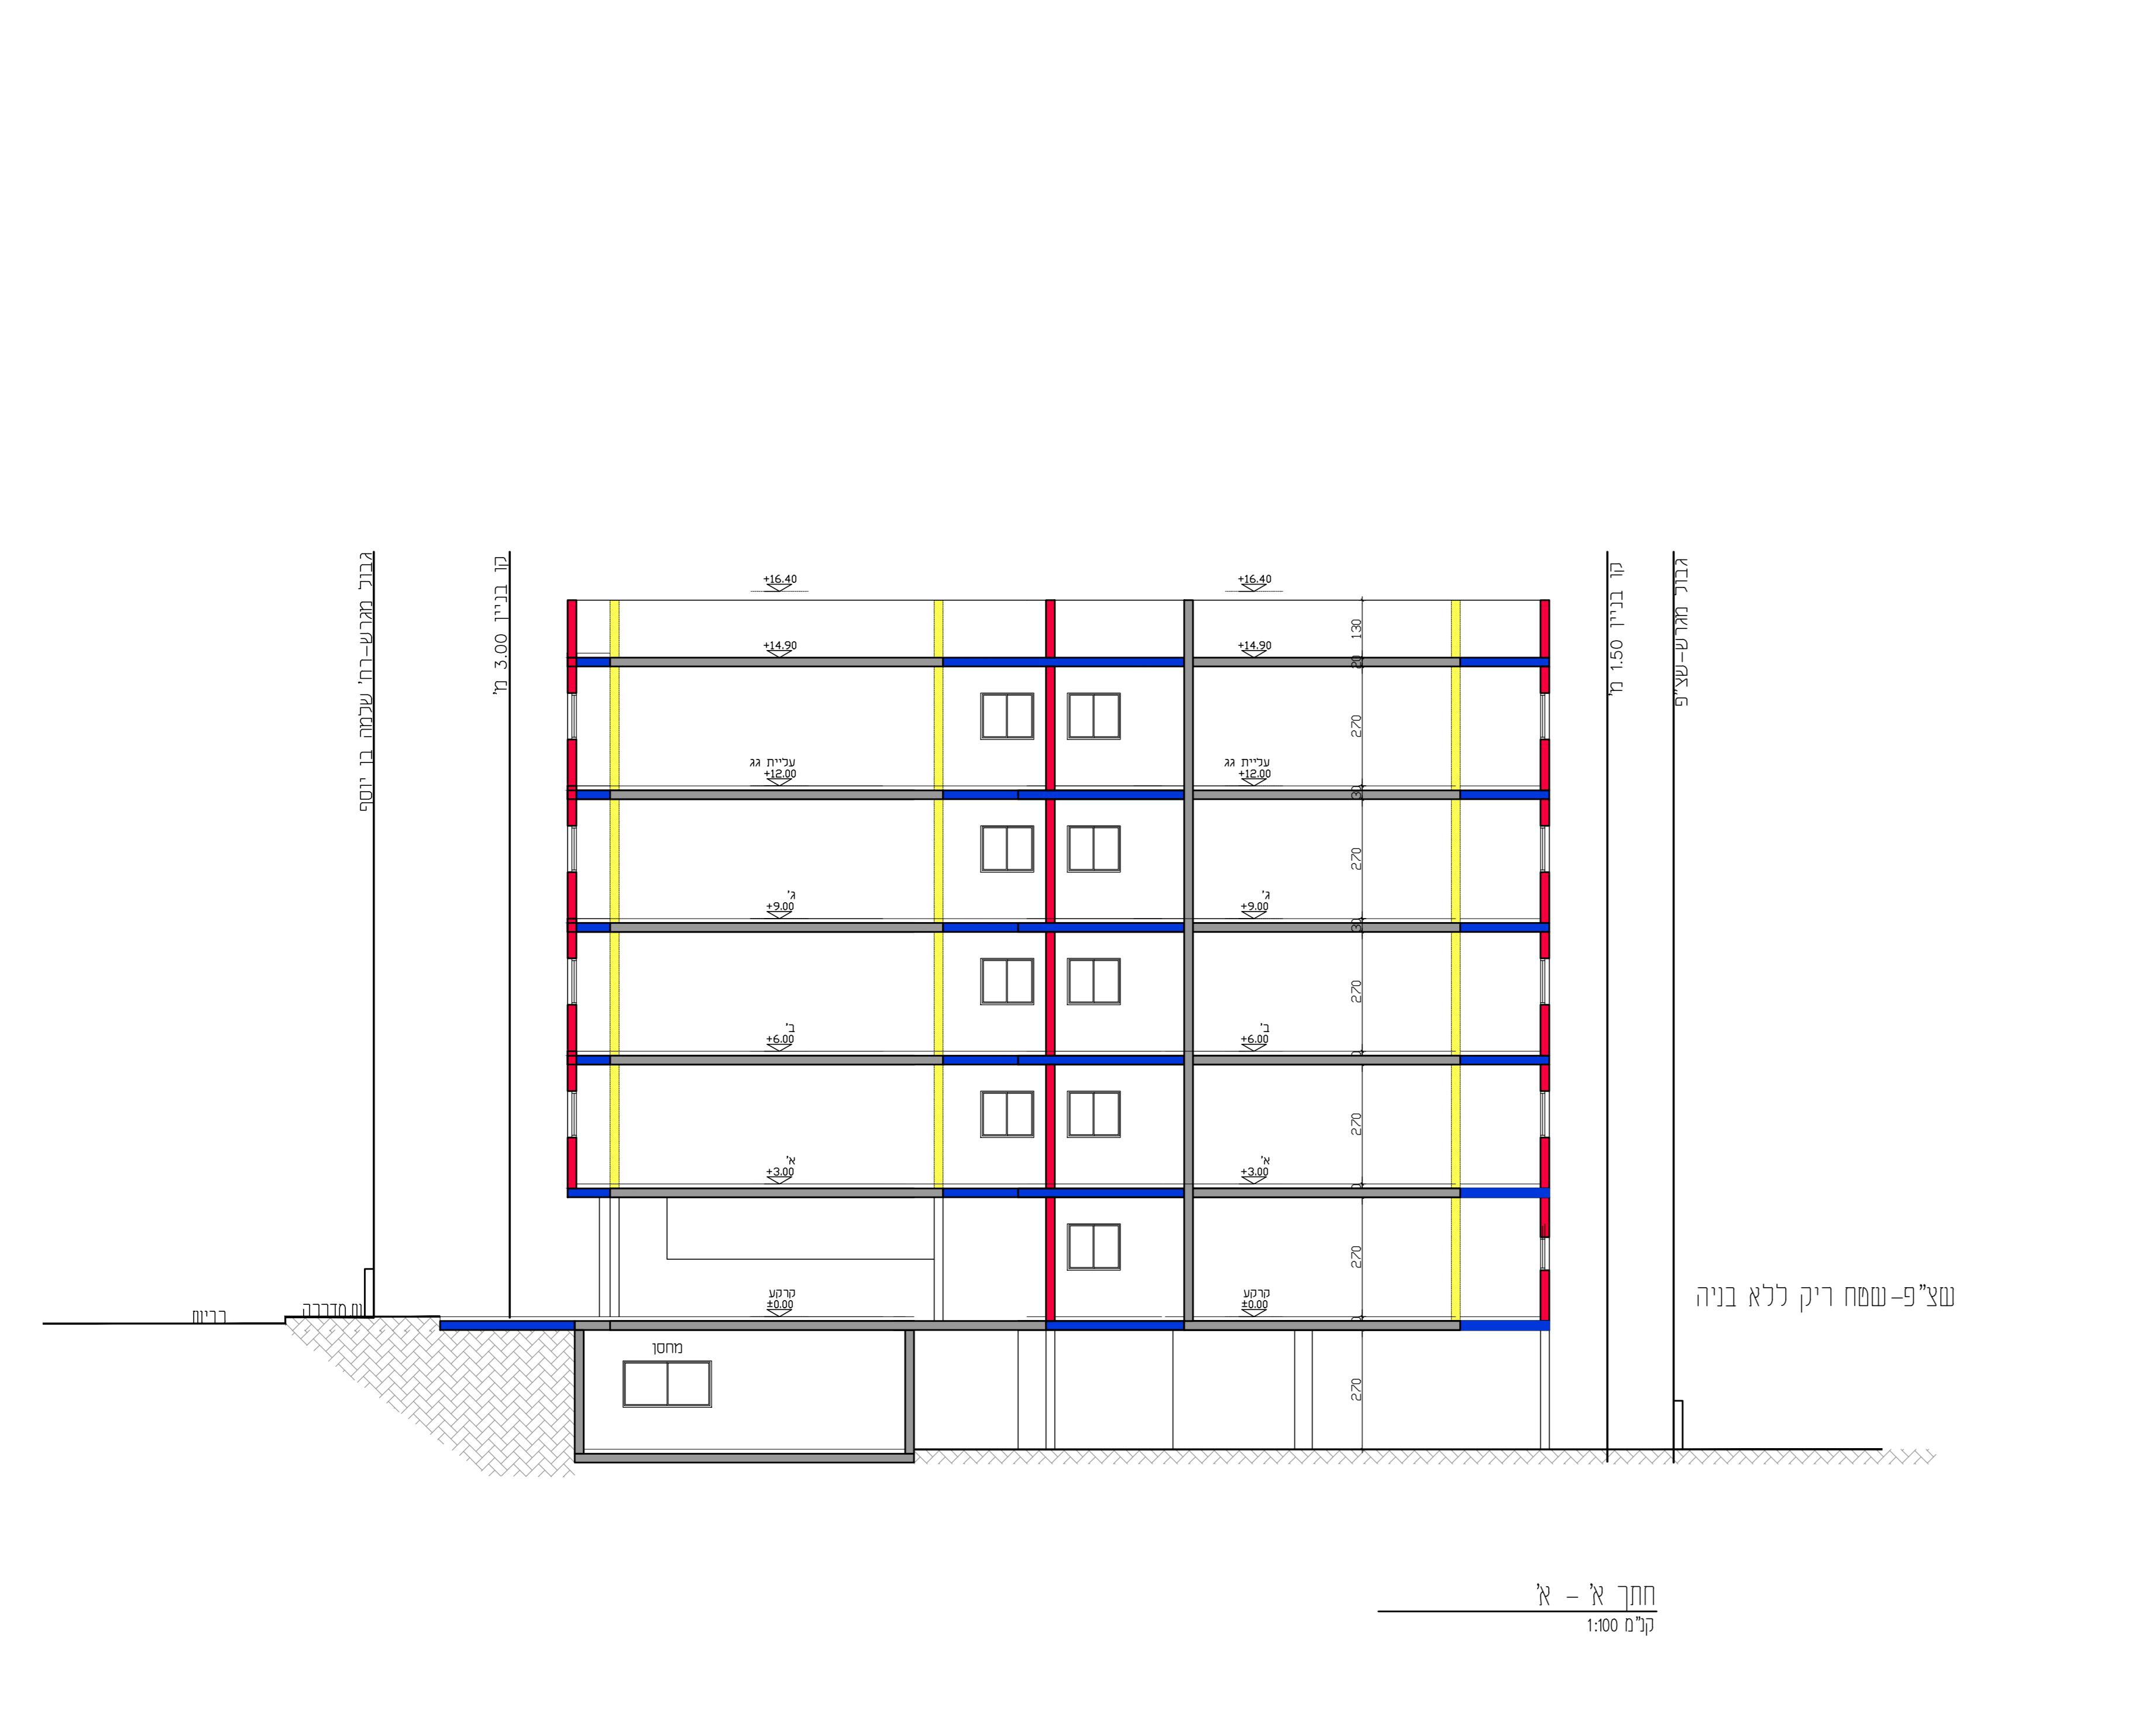 גבול מגרש-רח' שלמה בן יוסף
קו בניין 3.00 מ'
קו בניין 1.50 מ'
גבול מגרש-שצ"פ
+16.40
+16.40
130
+14.90
+14.90
20
270
עליית גג
+12.00
עליית גג
+12.00
30
270
ג'
+9.00
ג'
+9.00
30
270
ב'
+6.00
ב'
+6.00
270
א'
+3.00
א'
+3.00
270
קרקע
±0.00
קרקע
±0.00
שצ"פ-שטח ריק ללא בניה
כביש
מדרכה
מחסן
270
חתך א' - א'
קנ"מ 1:100